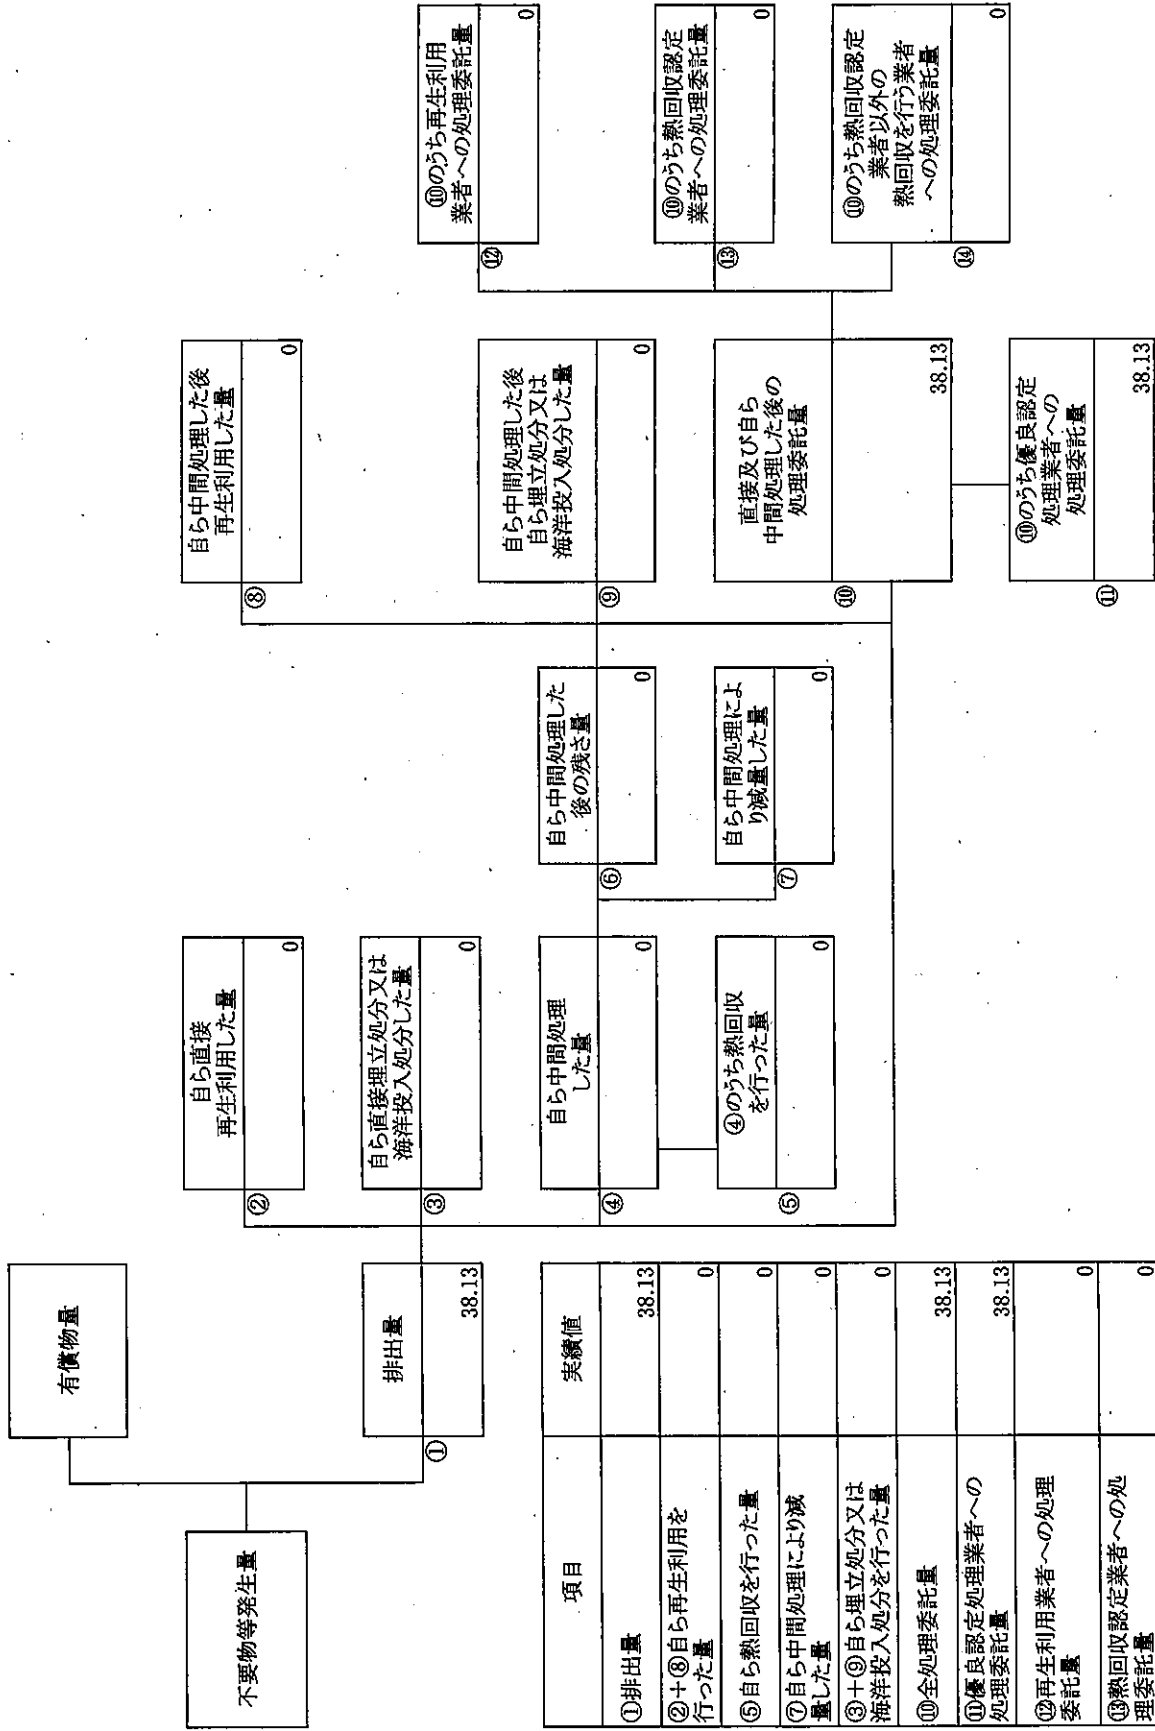 不要物等発生量
有償物量
①
排出量
38.13
②
自ら直接
再生利用した量
0
③
自ら直接埋立処分又は
海洋投入処分した量
0
④
自ら中間処理
した量
0
⑤
④のうち熱回収
を行った量
0
⑥
自ら中間処理した
後の残さ量
0
⑦
自ら中間処理によ
り減量した量
0
⑧
自ら中間処理した後
再生利用した量
0
⑨
自ら中間処理した後
自ら埋立処分又は
海洋投入処分した量
0
⑩
直接及び自ら
中間処理した後の
処理委託量
38.13
⑪
⑩のうち優良認定
処理業者への
処理委託量
38.13
⑫
⑩のうち再生利用
業者への処理委託量
0
⑬
⑩のうち熱回収認定
業者への処理委託量
0
⑭
⑩のうち熱回収認定
業者以外の
熱回収を行う業者
への処理委託量
0
項目 実績値
①排出量 38.13
②+⑧自ら再生利用を
行った量 0
⑤自ら熱回収を行った量 0
⑦自ら中間処理により減
量した量 0
③+⑨自ら埋立処分又は
海洋投入処分を行った量 0
⑩全処理委託量 38.13
⑪優良認定処理業者への
処理委託量 38.13
⑫再生利用業者への処理
委託量 0
⑬熱回収認定業者への処
理委託量 0